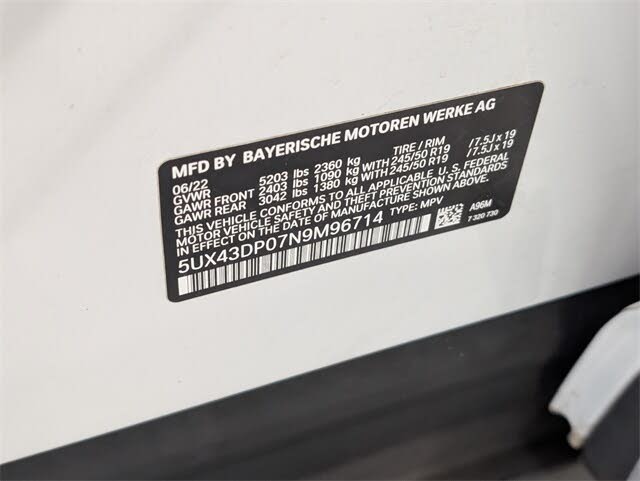 MFD BY BAYERISCHE MOTOREN WERKE AG
06/22 TIRE / RIM
GVWR 5203 lbs 2360 kg
GAWR FRONT 2403 lbs 1090 kg WITH 245/50 R19 / 7.5J x 19
GAWR REAR 3042 lbs 1380 kg WITH 245/50 R19 / 7.5J x 19
THIS VEHICLE CONFORMS TO ALL APPLICABLE U. S. FEDERAL
MOTOR VEHICLE SAFETY AND THEFT PREVENTION STANDARDS
IN EFFECT ON THE DATE OF MANUFACTURE SHOWN ABOVE.
5UX43DP07N9M96714 TYPE: MPV
A96M
7 320 730